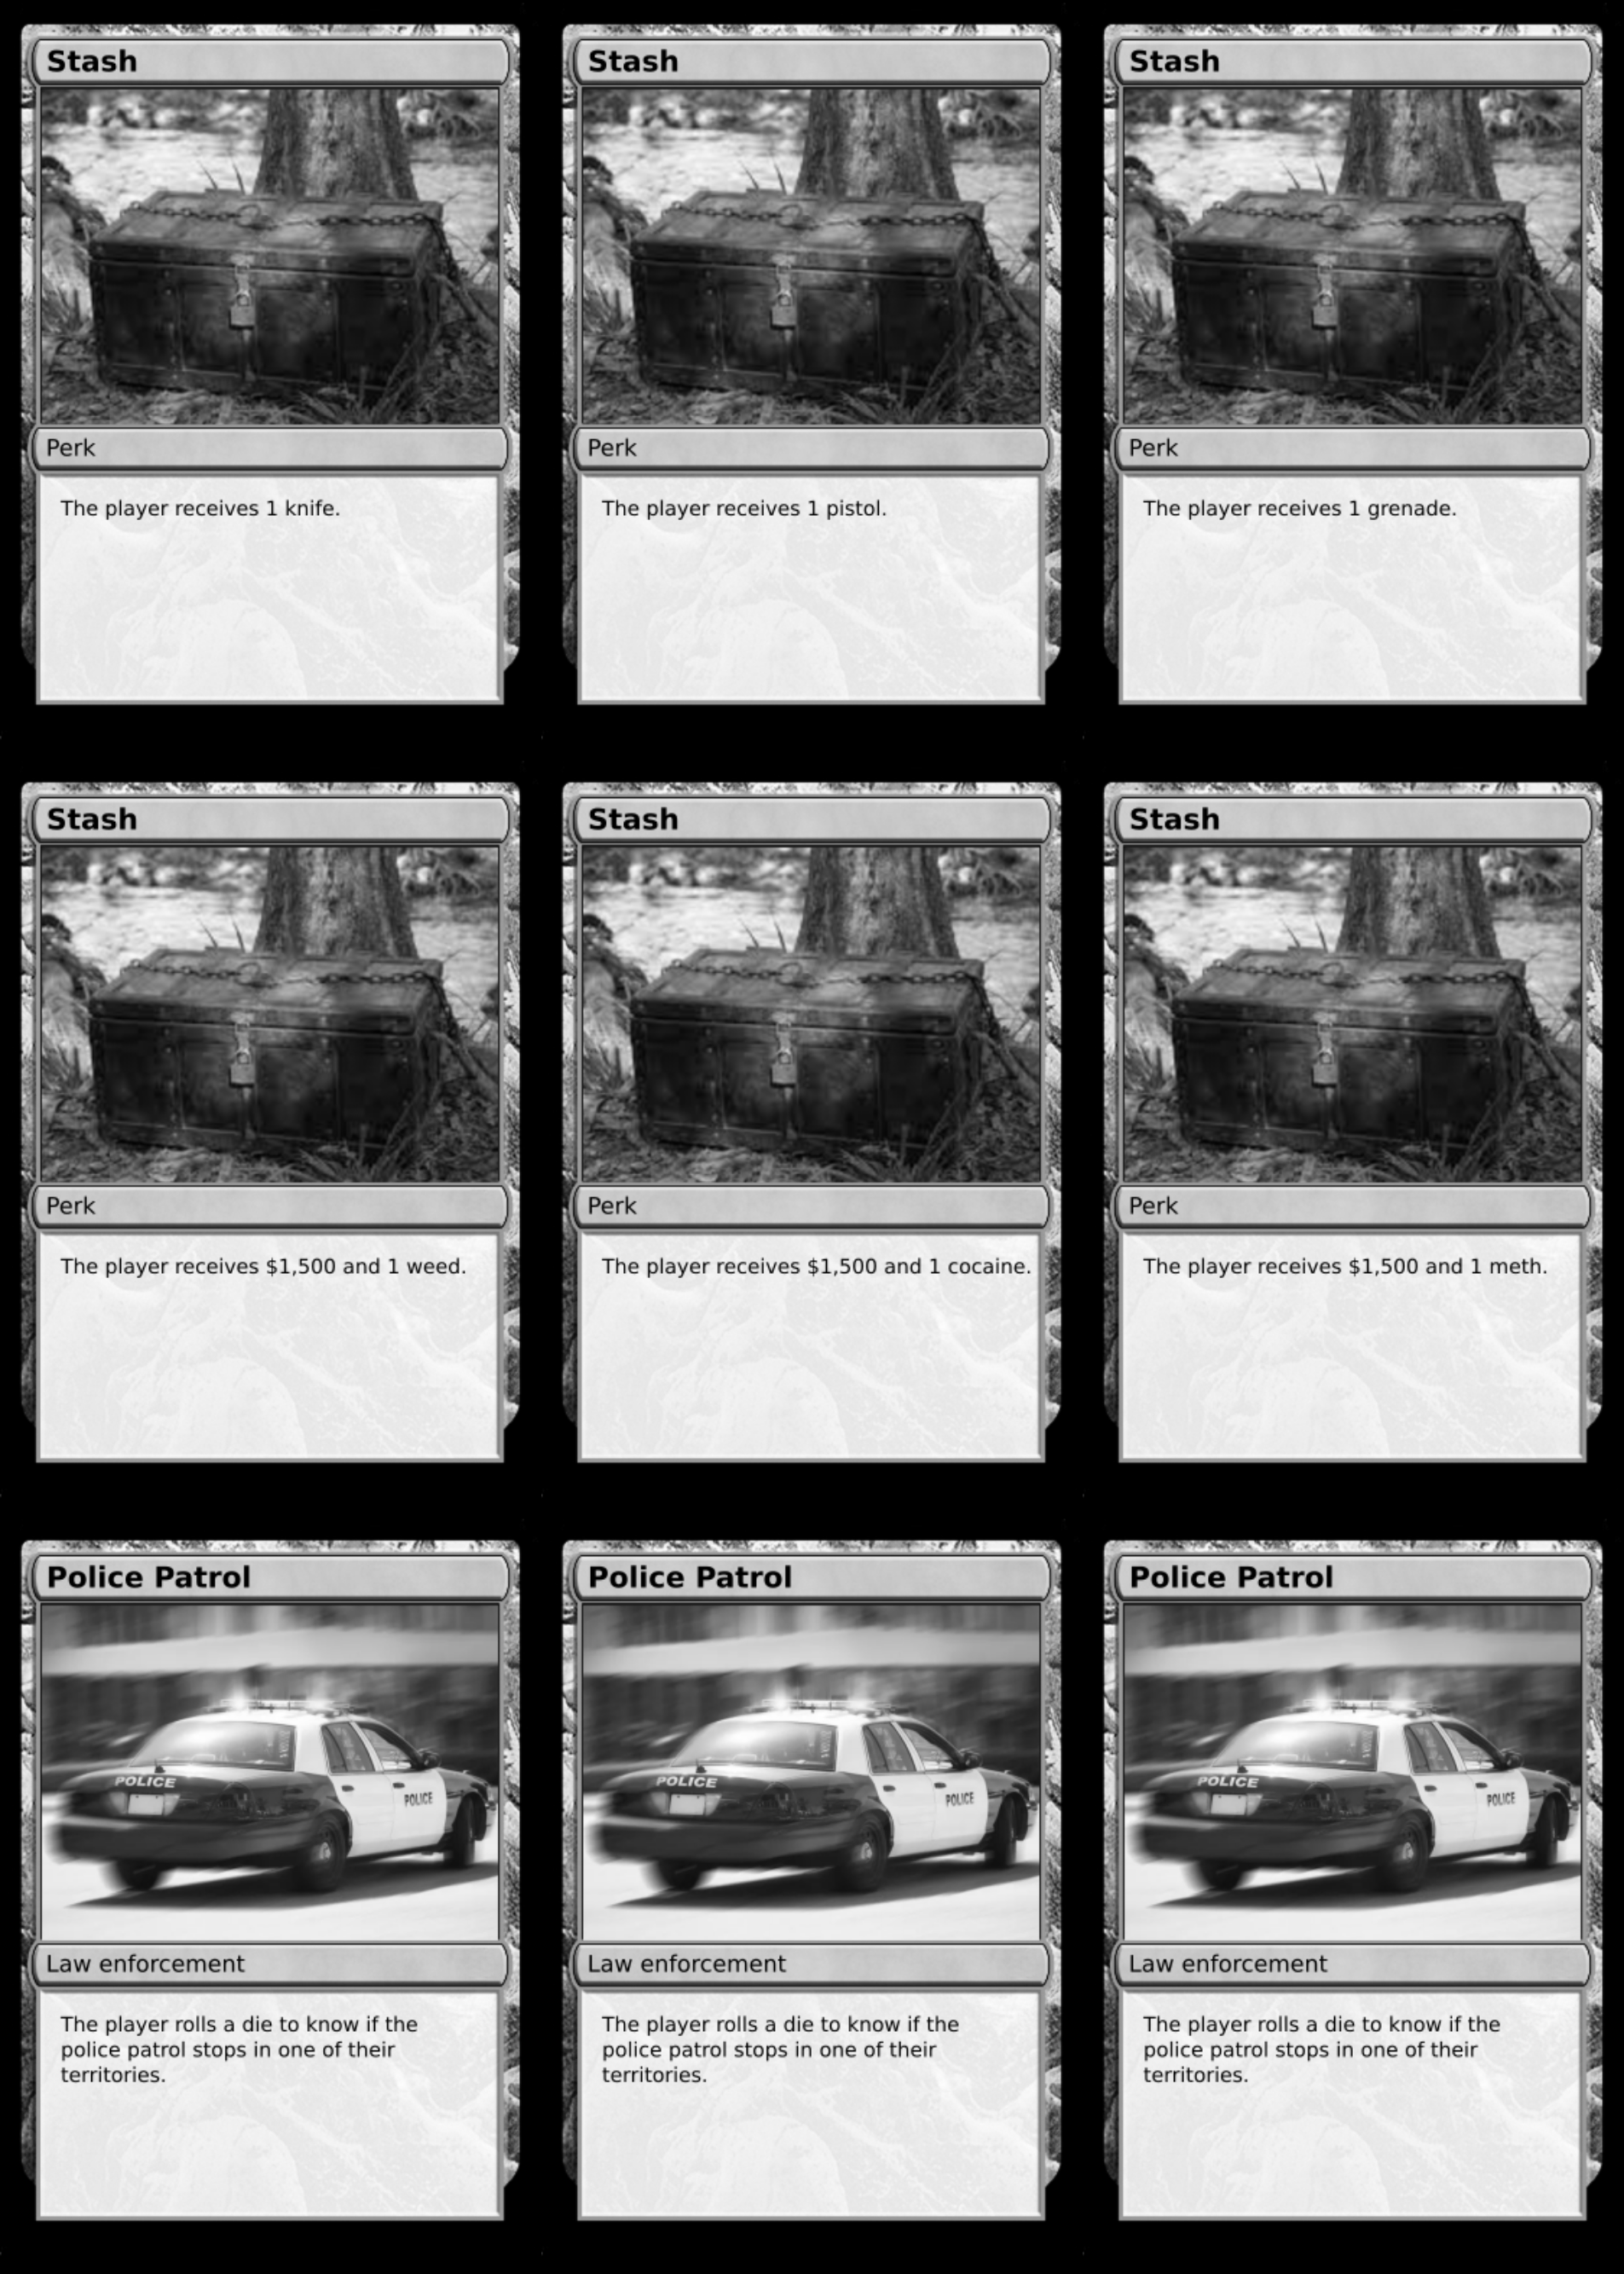 Stash
Perk
The player receives 1 knife.
Stash
Perk
The player receives 1 pistol.
Stash
Perk
The player receives 1 grenade.
Stash
Perk
The player receives $1,500 and 1 weed.
Stash
Perk
The player receives $1,500 and 1 cocaine.
Stash
Perk
The player receives $1,500 and 1 meth.
Police Patrol
POLICE
POLICE
Law enforcement
The player rolls a die to know if the
police patrol stops in one of their
territories.
Police Patrol
POLICE
POLICE
Law enforcement
The player rolls a die to know if the
police patrol stops in one of their
territories.
Police Patrol
POLICE
POLICE
Law enforcement
The player rolls a die to know if the
police patrol stops in one of their
territories.